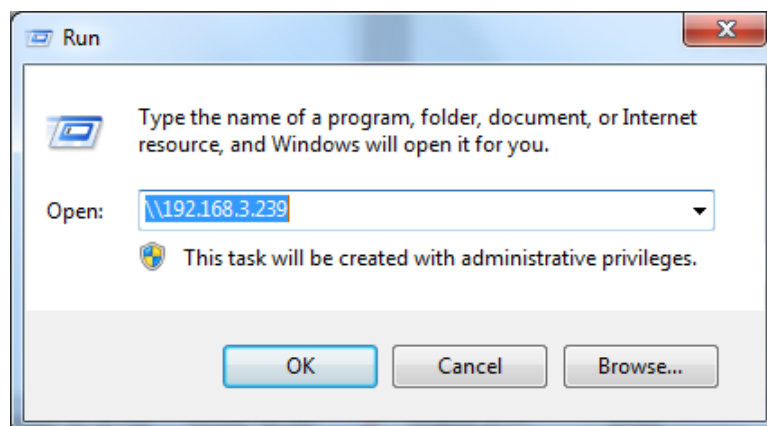 Run
Type the name of a program, folder, document, or Internet
resource, and Windows will open it for you.
Open: \\192.168.3.239
This task will be created with administrative privileges.
OK Cancel Browse...